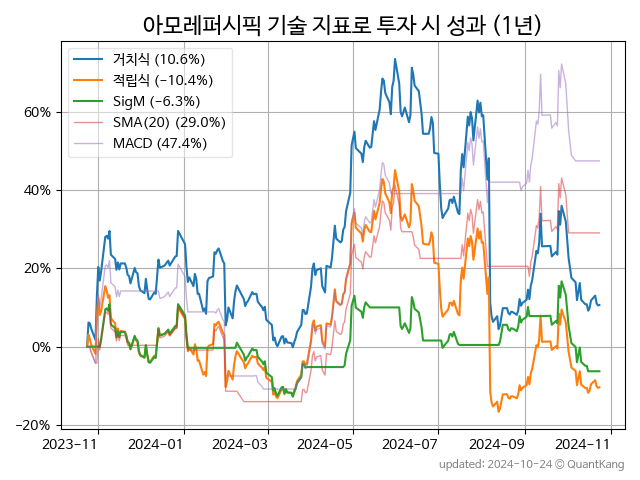 아모레퍼시픽 기술 지표로 투자 시 성과 (1년)
거치식 (10.6%)
적립식 (−10.4%)
SigM (−6.3%)
SMA(20) (29.0%)
MACD (47.4%)
60%
40%
20%
0%
−20%
2023-11 2024-01 2024-03 2024-05 2024-07 2024-09 2024-11
updated: 2024-10-24 © QuantKang